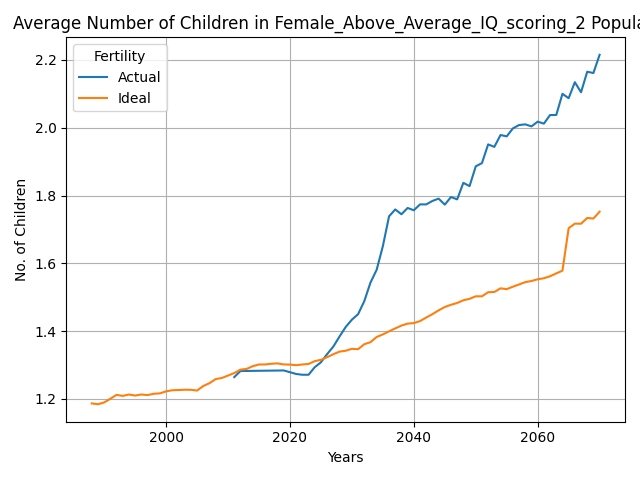 Average Number of Children in Female_Above_Average_IQ_scoring_2 Popula
Fertility
Actual
Ideal
2.2
2.0
1.8
1.6
1.4
1.2
No. of Children
2000 2020 2040 2060
Years